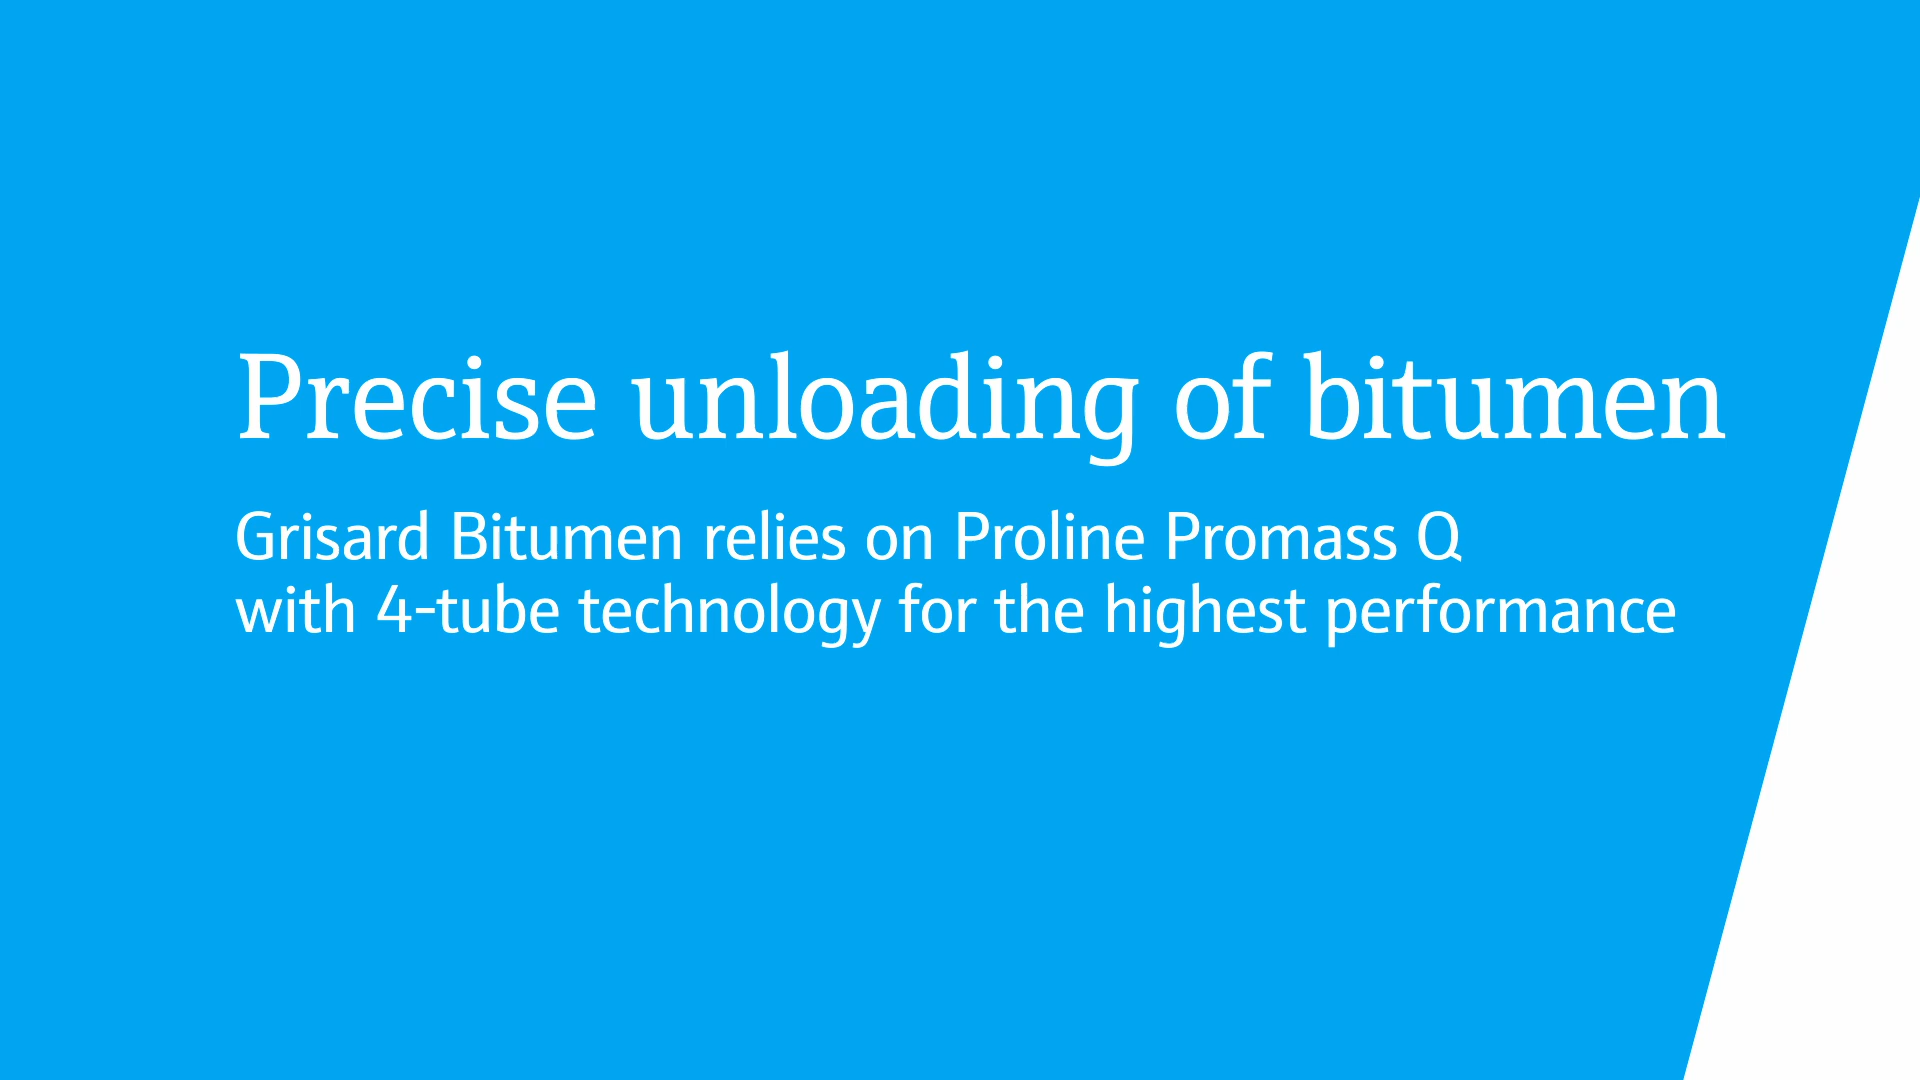 Precise unloading of bitumen
Grisard Bitumen relies on Proline Promass Q
with 4-tube technology for the highest performance